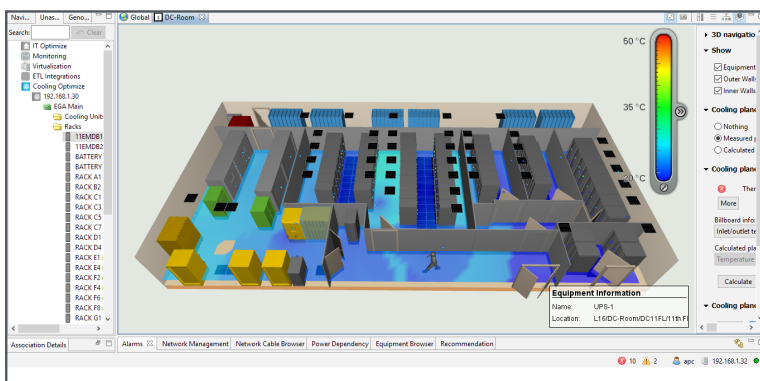 Navi... Unas... Geno...
Global DC-Room
Search: Clear
IT Optimize
Monitoring
Virtualization
ETL Integrations
Cooling Optimize
192.168.1.30
EGA Main
Cooling Units
Racks
11EMDB1
11EMDB2
BATTERY
BATTERY
RACK A1
RACK B2
RACK C1
RACK C3
RACK C5
RACK C7
RACK D1
RACK D4
RACK E1
RACK E4
RACK F2
RACK F4
RACK F6
RACK F8
RACK G1
50 °C
35 °C
20 °C
Equipment Information
Name: UPS-1
Location: L16/DC-Room/DC11FL/11th Fl
3D navigatio
Show
Equipment
Outer Walls
Inner Walls
Cooling plane
Nothing
Measured p
Calculated
Cooling plane
Ther
More
Billboard info:
Inlet/outlet te
Calculated pla
Temperature
Calculate
Cooling plane
Association Details
Alarms Network Management Network Cable Browser Power Dependency Equipment Browser Recommendation
10 2 apc 192.168.1.32